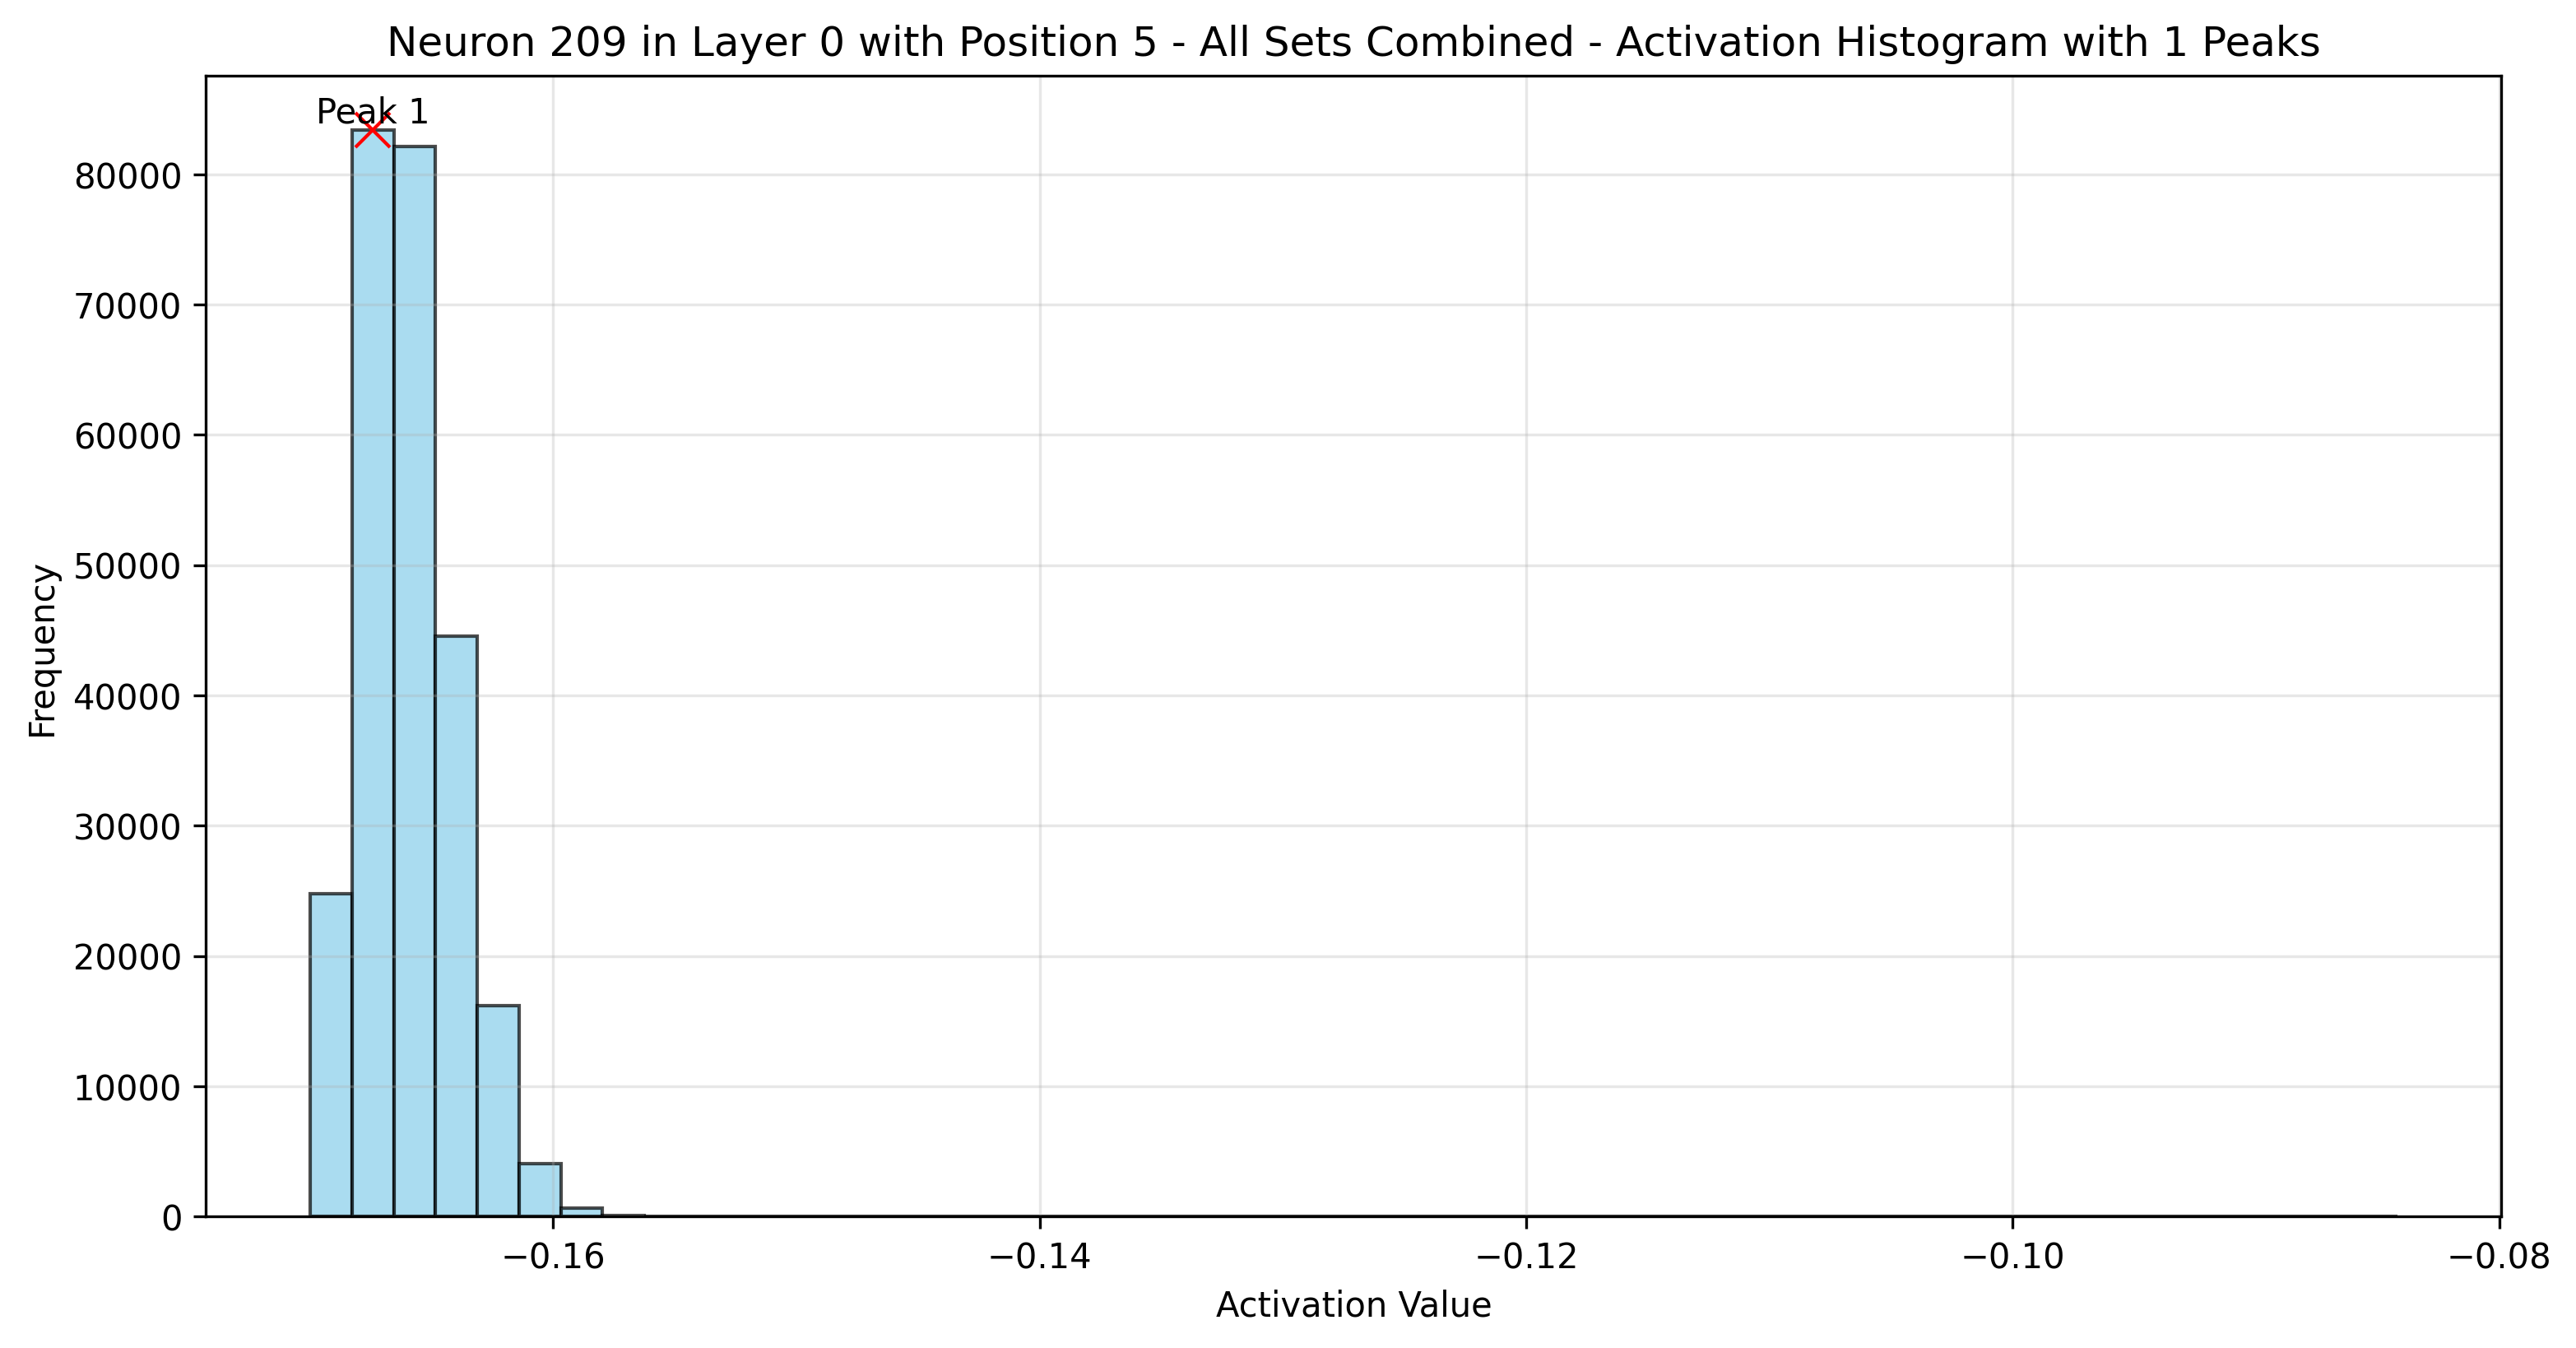 Neuron 209 in Layer 0 with Position 5 - All Sets Combined - Activation Histogram with 1 Peaks
Peak 1
80000
70000
60000
50000
40000
30000
20000
10000
0
Frequency
−0.16 −0.14 −0.12 −0.10 −0.08
Activation Value